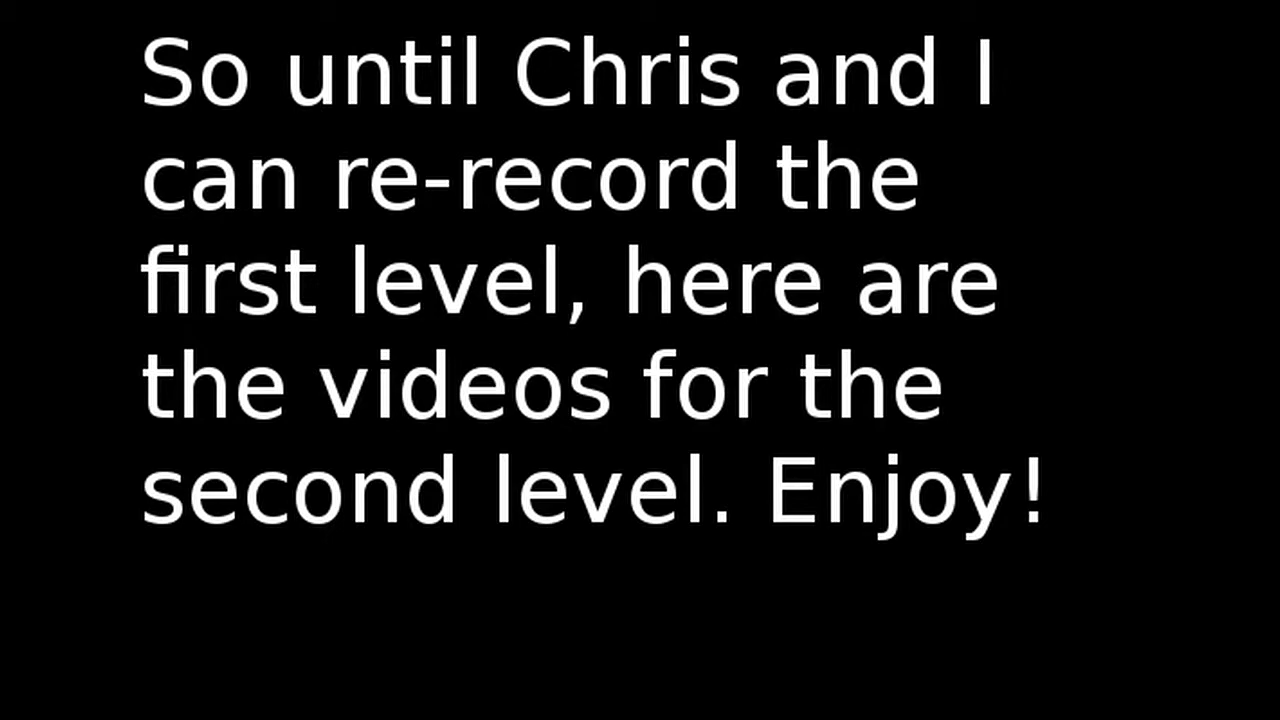 So until Chris and I
can re-record the
first level, here are
the videos for the
second level. Enjoy!